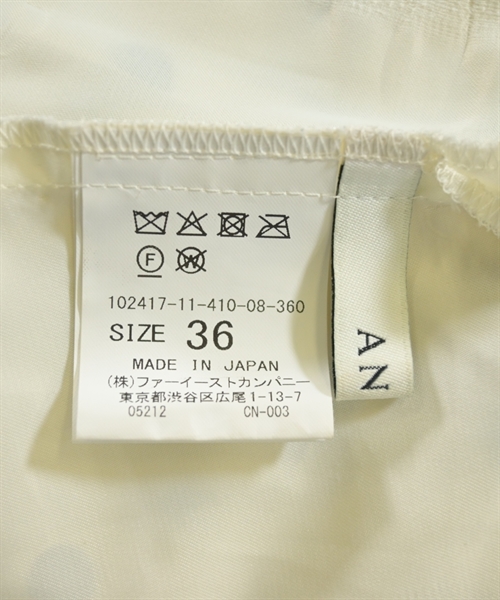 F
W
102417-11-410-08-360
SIZE 36
MADE IN JAPAN
(株)ファーイーストカンパニー
東京都渋谷区広尾1-13-7
05212 CN-003
AN